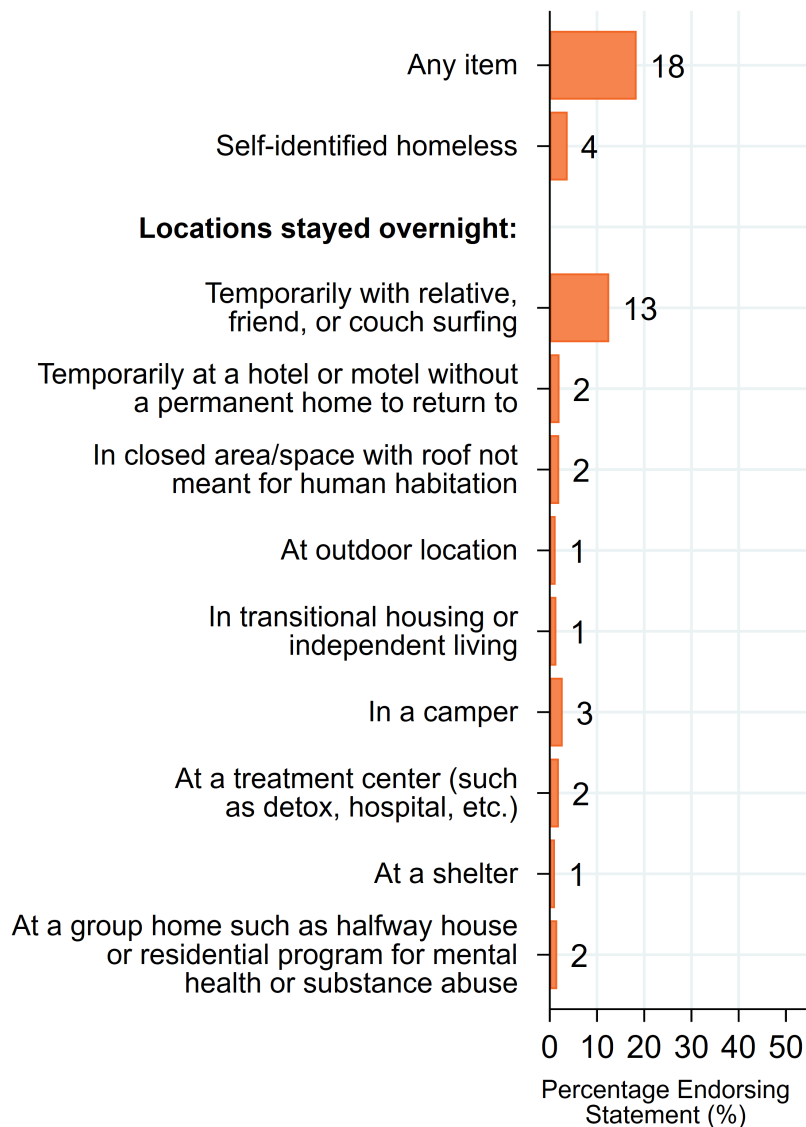 Any item
18
Self-identified homeless
4
Locations stayed overnight:
Temporarily with relative,
friend, or couch surfing
13
Temporarily at a hotel or motel without
a permanent home to return to
2
In closed area/space with roof not
meant for human habitation
2
At outdoor location
1
In transitional housing or
independent living
1
In a camper
3
At a treatment center (such
as detox, hospital, etc.)
2
At a shelter
1
At a group home such as halfway house
or residential program for mental
health or substance abuse
2
0 10 20 30 40 50
Percentage Endorsing
Statement (%)